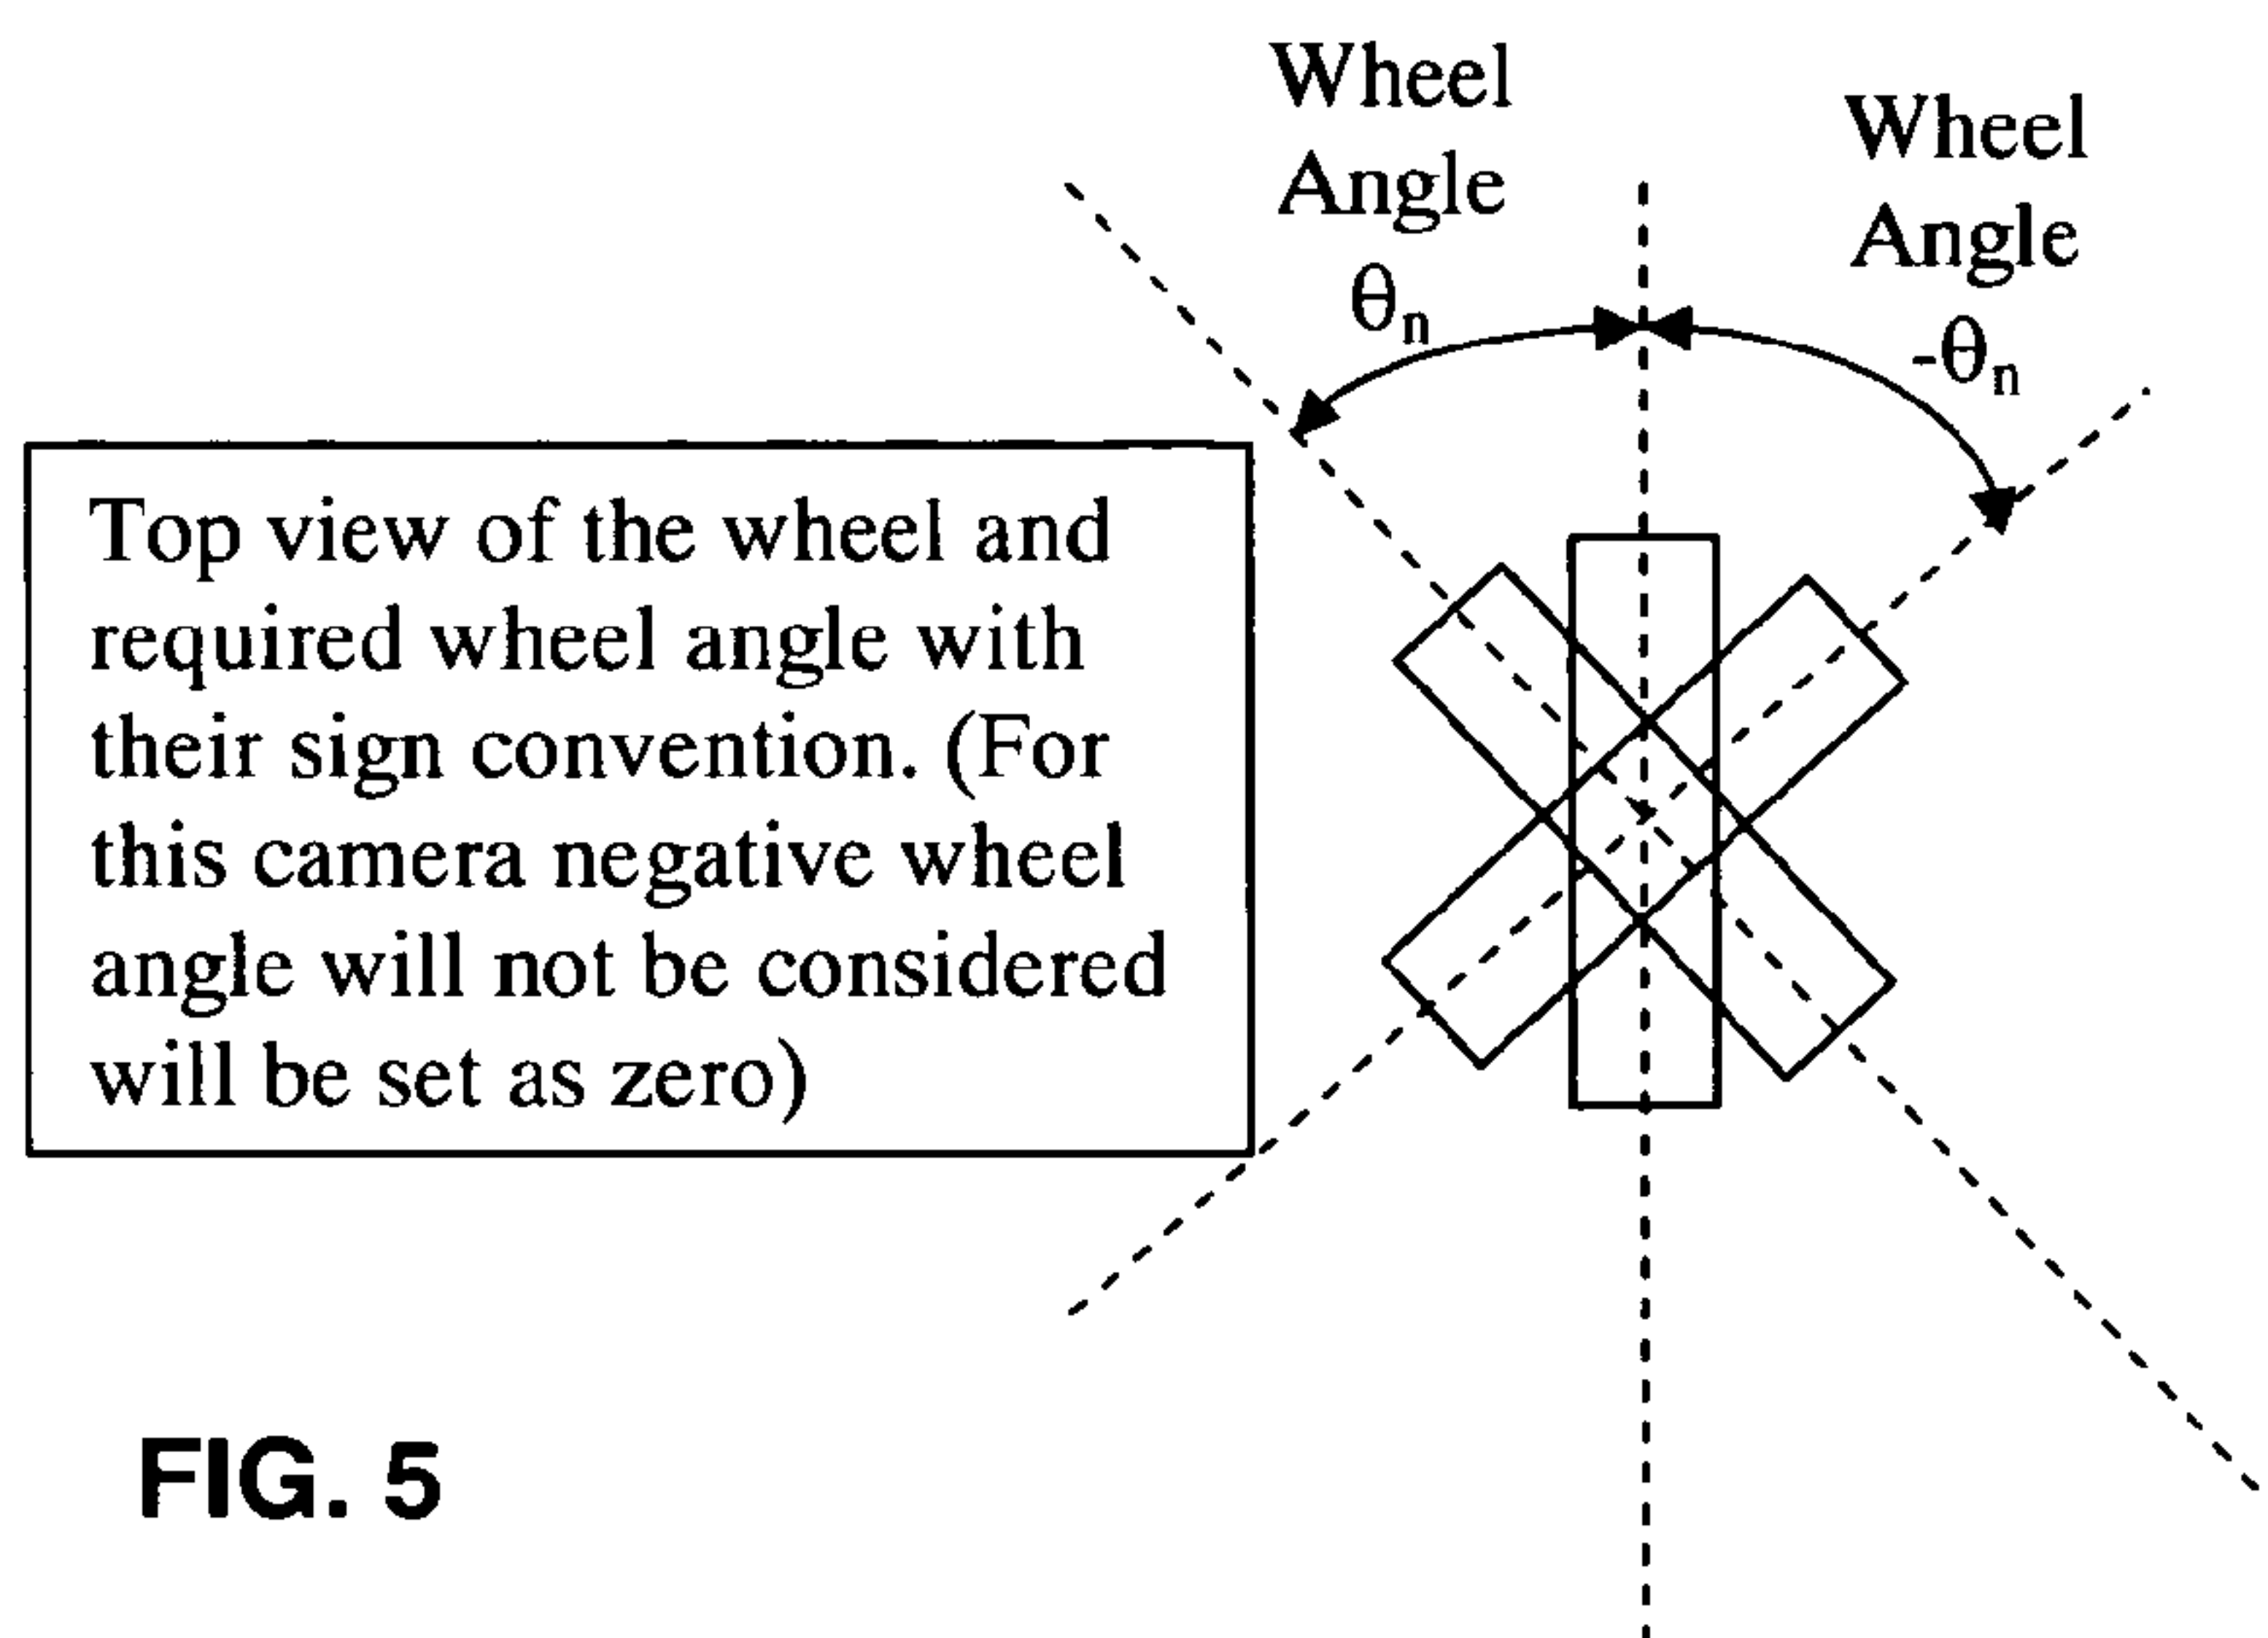 Wheel
Angle
θn
Wheel
Angle
-θn
Top view of the wheel and
required wheel angle with
their sign convention. (For
this camera negative wheel
angle will not be considered
will be set as zero)
FIG. 5